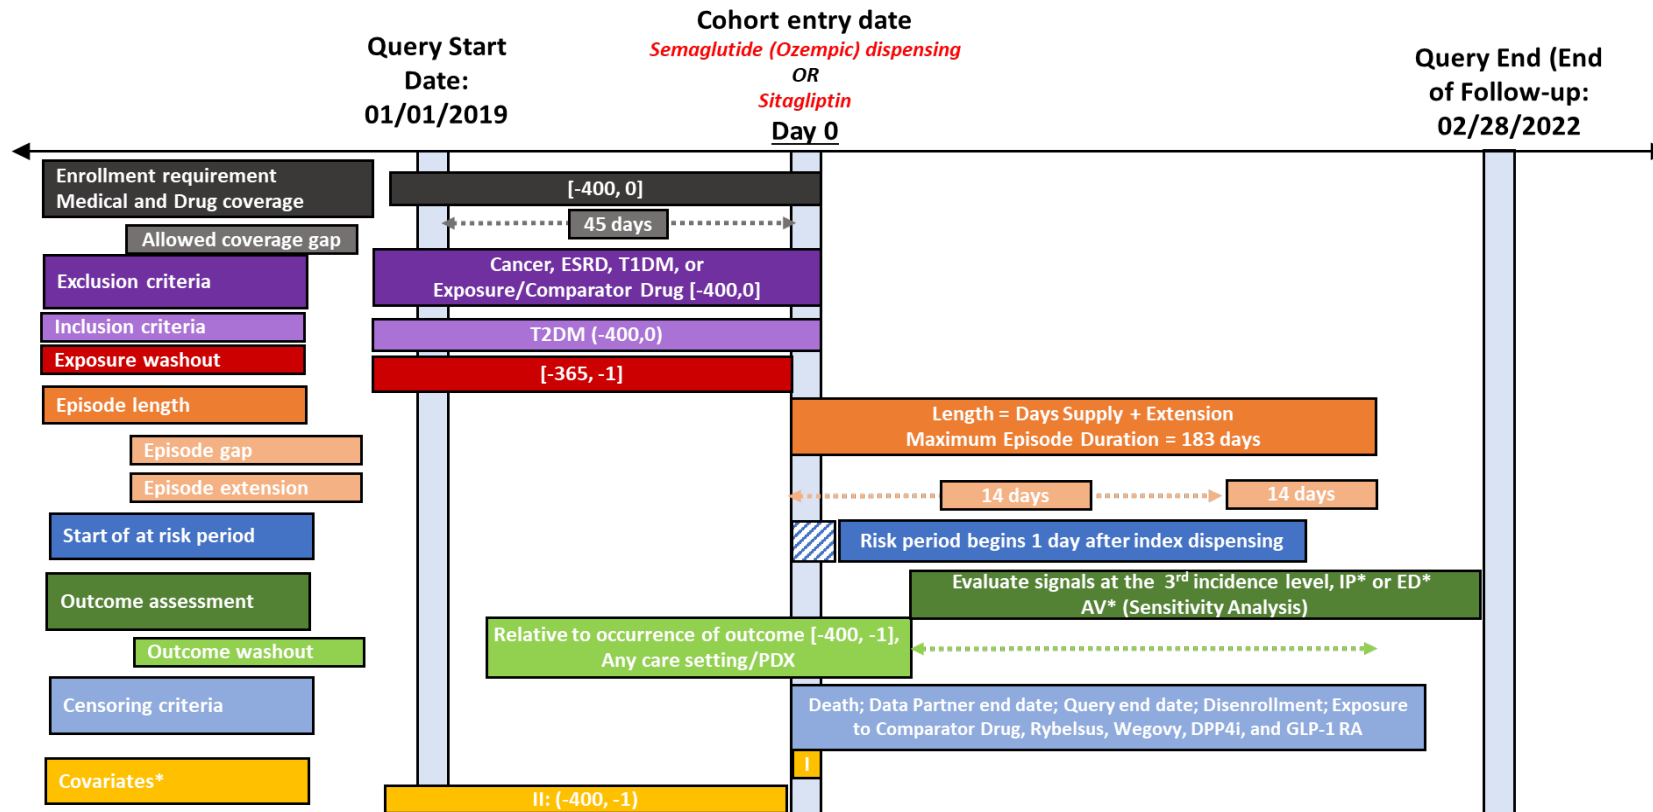 Cohort entry date
Semaglutide (Ozempic) dispensing
OR
Sitagliptin
Day 0
Query Start
Date:
01/01/2019
Query End (End
of Follow-up:
02/28/2022
Enrollment requirement
Medical and Drug coverage
[-400, 0]
45 days
Allowed coverage gap
Exclusion criteria
Cancer, ESRD, T1DM, or
Exposure/Comparator Drug [-400,0]
Inclusion criteria
T2DM (-400,0)
Exposure washout
[-365, -1]
Episode length
Length = Days Supply + Extension
Maximum Episode Duration = 183 days
Episode gap
Episode extension
14 days
14 days
Start of at risk period
Risk period begins 1 day after index dispensing
Outcome assessment
Evaluate signals at the 3rd incidence level, IP* or ED*
AV* (Sensitivity Analysis)
Outcome washout
Relative to occurrence of outcome [-400, -1],
Any care setting/PDX
Censoring criteria
Death; Data Partner end date; Query end date; Disenrollment; Exposure
to Comparator Drug, Rybelsus, Wegovy, DPP4i, and GLP-1 RA
Covariates*
I
II: (-400, -1)